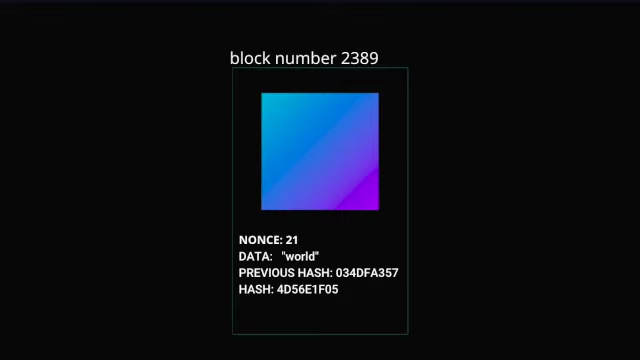 block number 2389
NONCE: 21
DATA: "world"
PREVIOUS HASH: 034DFA357
HASH: 4D56E1F05